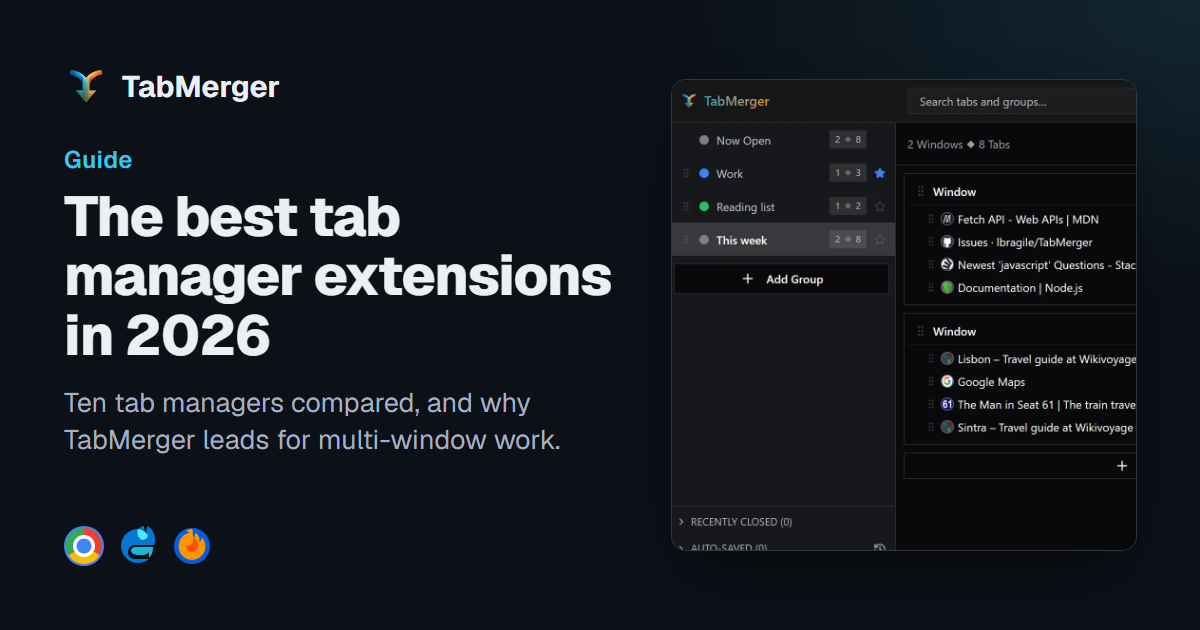 TabMerger
Guide
The best tab
manager extensions
in 2026
Ten tab managers compared, and why
TabMerger leads for multi-window work.
TabMerger
Search tabs and groups...
Now Open 2 ◆ 8
Work 1 ◆ 3
Reading list 1 ◆ 2
This week 2 ◆ 8
+ Add Group
RECENTLY CLOSED (0)
AUTO-SAVED (0)
2 Windows ◆ 8 Tabs
Window
Fetch API - Web APIs | MDN
Issues · lbragile/TabMerger
Newest 'javascript' Questions - Stac
Documentation | Node.js
Window
Lisbon – Travel guide at Wikivoyage
Google Maps
61 The Man in Seat 61 | The train trave
Sintra – Travel guide at Wikivoyage
+